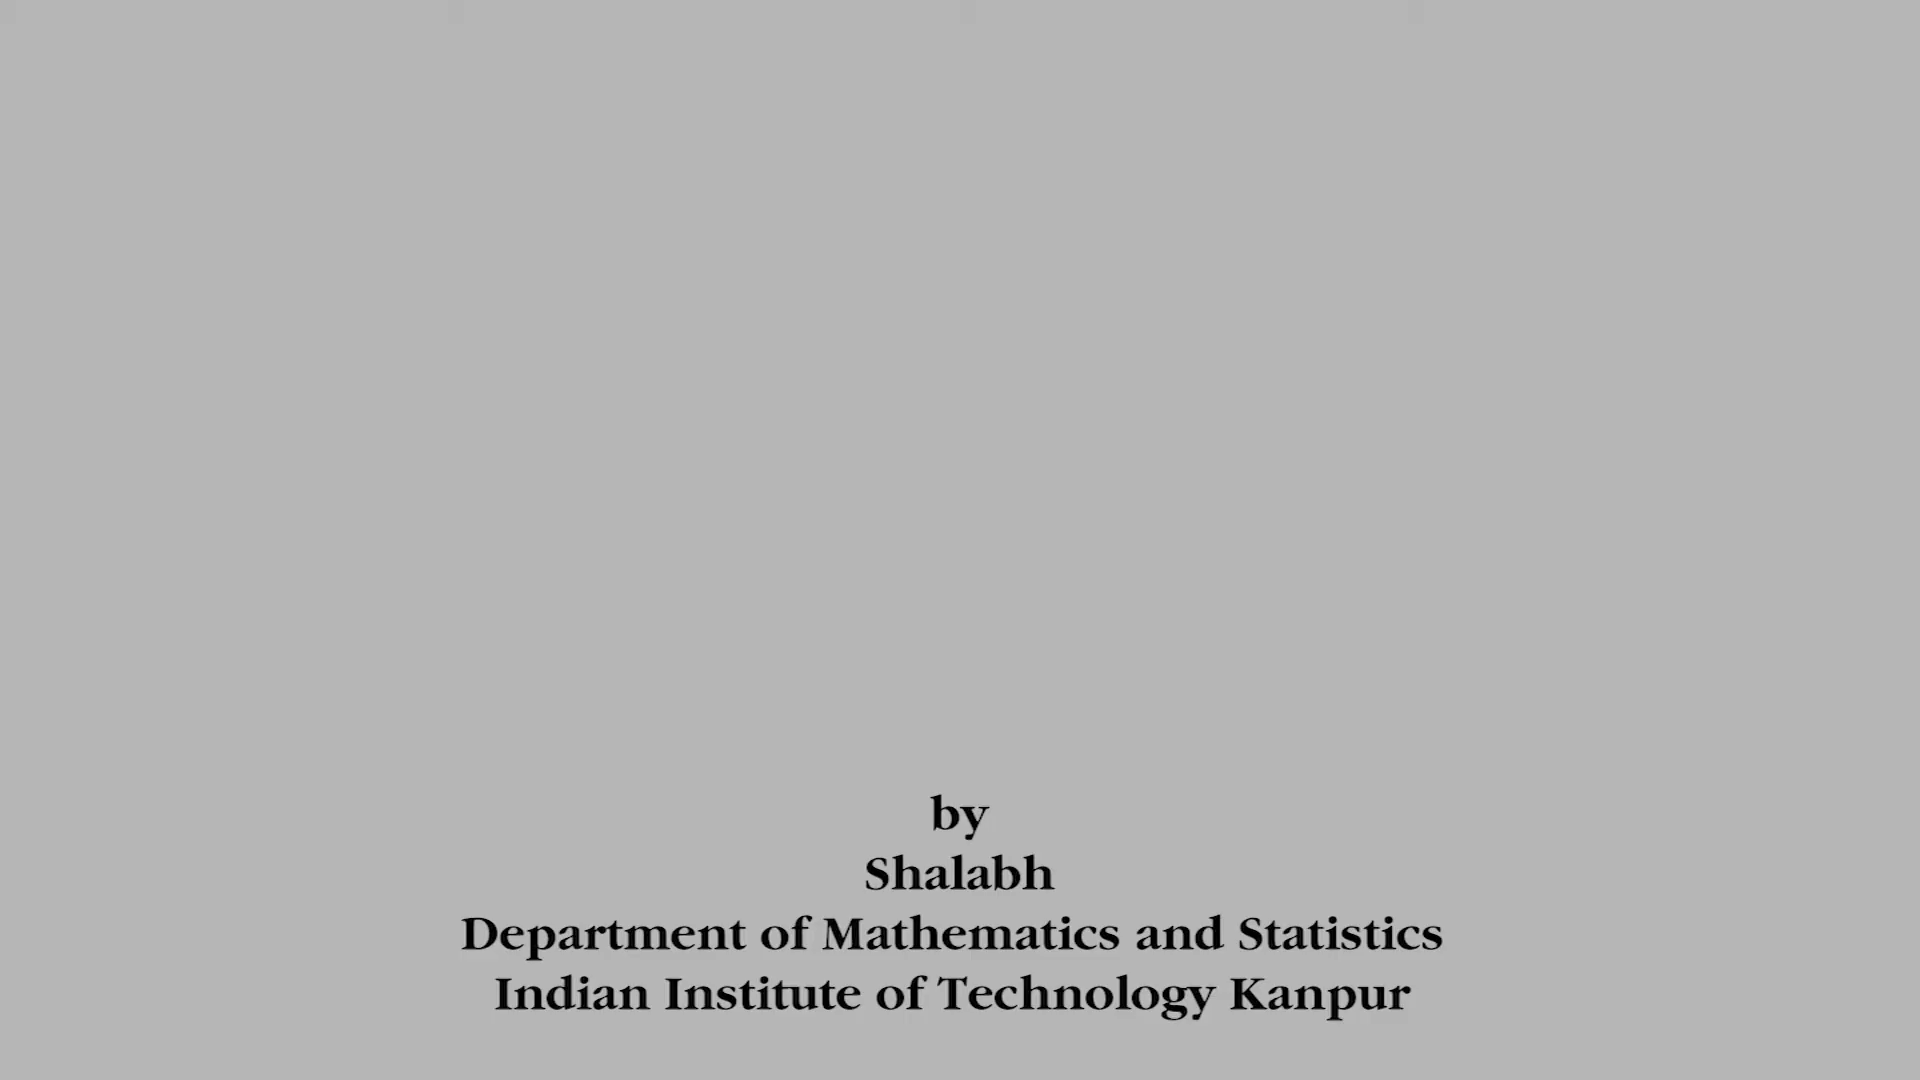 by
Shalabh
Department of Mathematics and Statistics
Indian Institute of Technology Kanpur